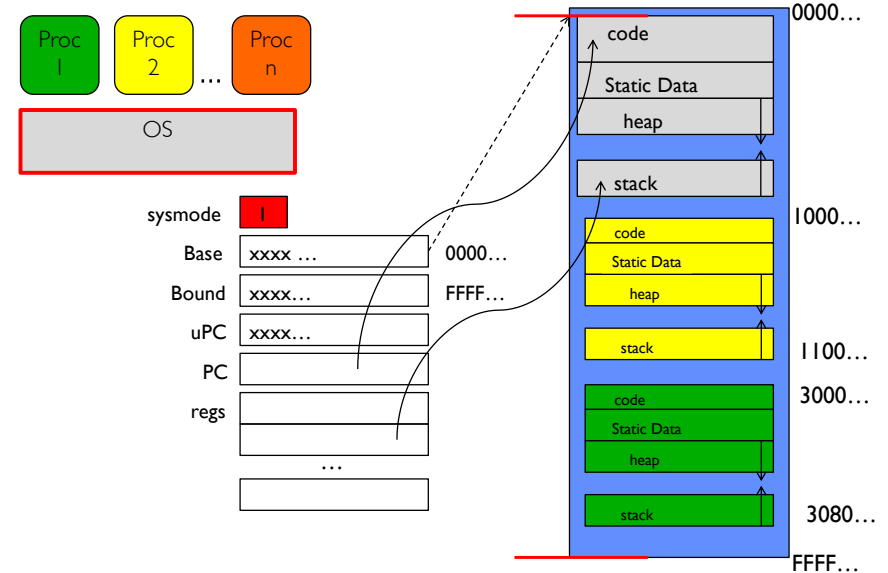 Proc
1
Proc
2
...
Proc
n
OS
sysmode
1
Base
xxxx ...
0000...
Bound
xxxx...
FFFF...
uPC
xxxx...
PC
regs
...
0000...
code
Static Data
heap
stack
1000...
code
Static Data
heap
stack
1100...
3000...
code
Static Data
heap
stack
3080...
FFFF...